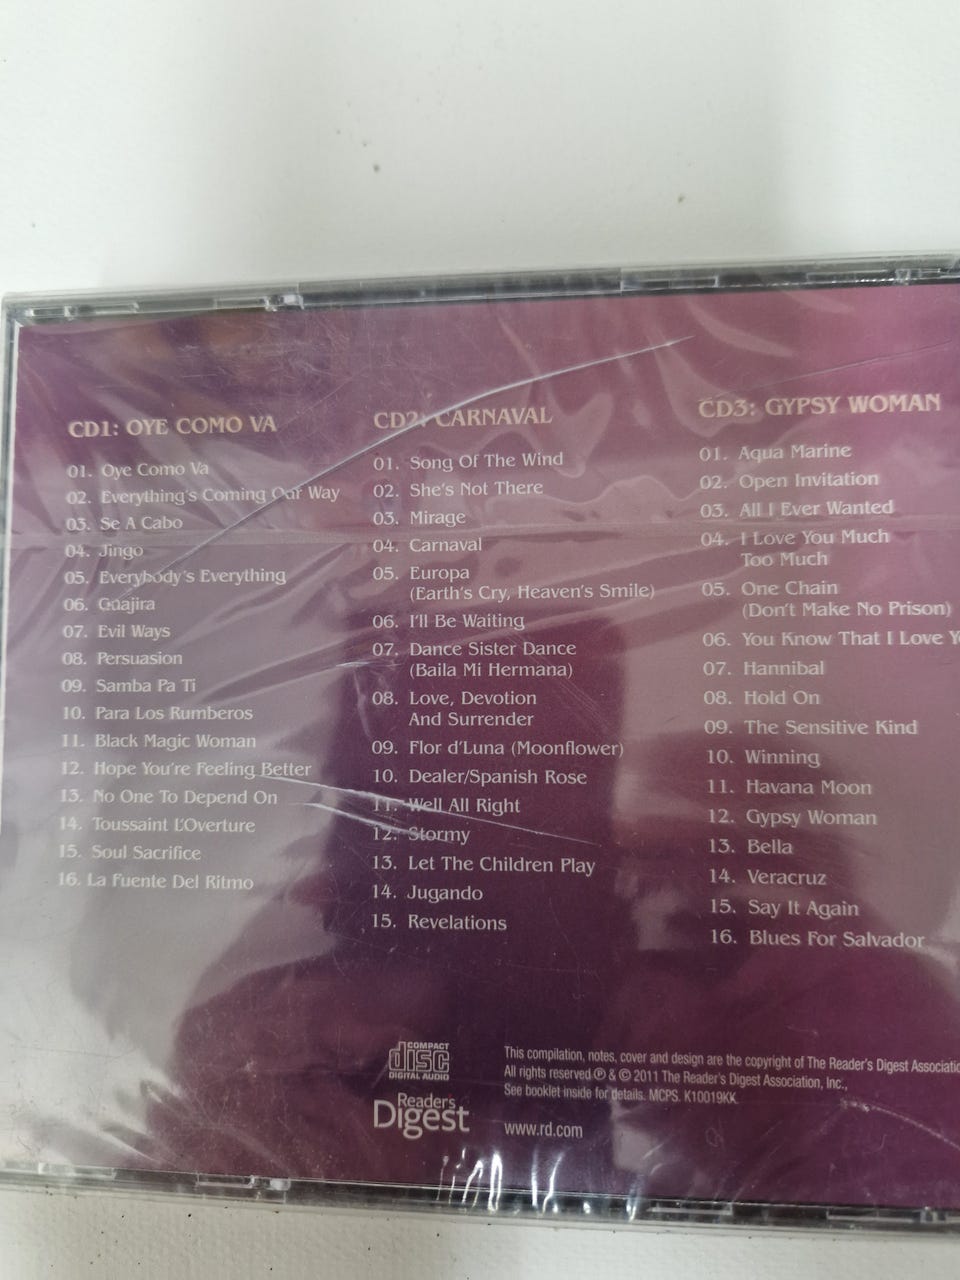 CD1: OYE COMO VA
01. Oye Como Va
02. Everything's Coming Our Way
03. Se A Cabo
04. Jingo
05. Everybody's Everything
06. Guajira
07. Evil Ways
08. Persuasion
09. Samba Pa Ti
10. Para Los Rumberos
11. Black Magic Woman
12. Hope You're Feeling Better
13. No One To Depend On
14. Toussaint L'Overture
15. Soul Sacrifice
16. La Fuente Del Ritmo
CD2: CARNAVAL
01. Song Of The Wind
02. She's Not There
03. Mirage
04. Carnaval
05. Europa
(Earth's Cry, Heaven's Smile)
06. I'll Be Waiting
07. Dance Sister Dance
(Baila Mi Hermana)
08. Love, Devotion
And Surrender
09. Flor d'Luna (Moonflower)
10. Dealer/Spanish Rose
11. Well All Right
12. Stormy
13. Let The Children Play
14. Jugando
15. Revelations
CD3: GYPSY WOMAN
01. Aqua Marine
02. Open Invitation
03. All I Ever Wanted
04. I Love You Much
Too Much
05. One Chain
(Don't Make No Prison)
06. You Know That I Love
07. Hannibal
08. Hold On
09. The Sensitive Kind
10. Winning
11. Havana Moon
12. Gypsy Woman
13. Bella
14. Veracruz
15. Say It Again
16. Blues For Salvador
COMPACT
disc
DIGITAL AUDIO
Reader's
Digest
This compilation, notes, cover and design are the copyright of The Reader's Digest
All rights reserved ℗ & © 2011 The Reader's Digest Association, Inc.,
See booklet inside for details. MCPS. K10019KK
www.rd.com